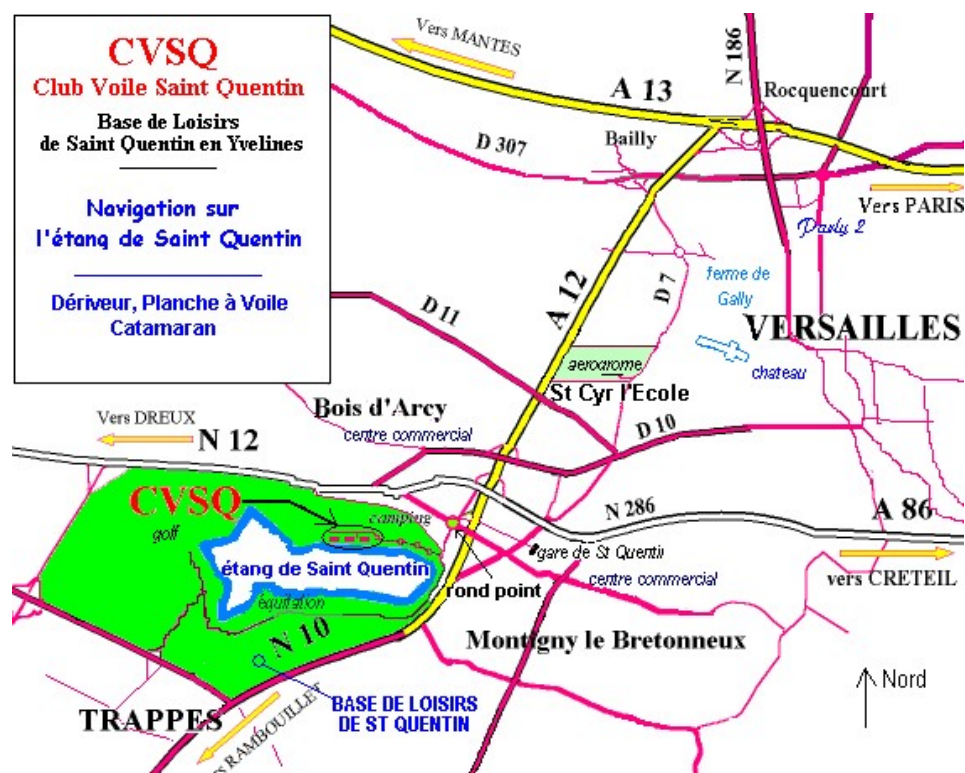 CVSQ
Club Voile Saint Quentin
Base de Loisirs
de Saint Quentin en Yvelines
Navigation sur
l'étang de Saint Quentin
Dériveur, Planche à Voile
Catamaran
Vers MANTES
A 13
N 186
Rocquencourt
Bailly
D 307
Vers PARIS
Parly 2
A 12
D 7
ferme de
Gally
D 11
VERSAILLES
aerodrome
chateau
St Cyr l'Ecole
Bois d'Arcy
Vers DREUX
centre commercial
D 10
N 12
CVSQ
camping
N 286
A 86
golf
gare de St Quentin
étang de Saint Quentin
centre commercial
vers CRETEIL
rond point
équitation
N 10
Montigny le Bretonneux
Nord
BASE DE LOISIRS
DE ST QUENTIN
TRAPPES
RAMBOUILLET